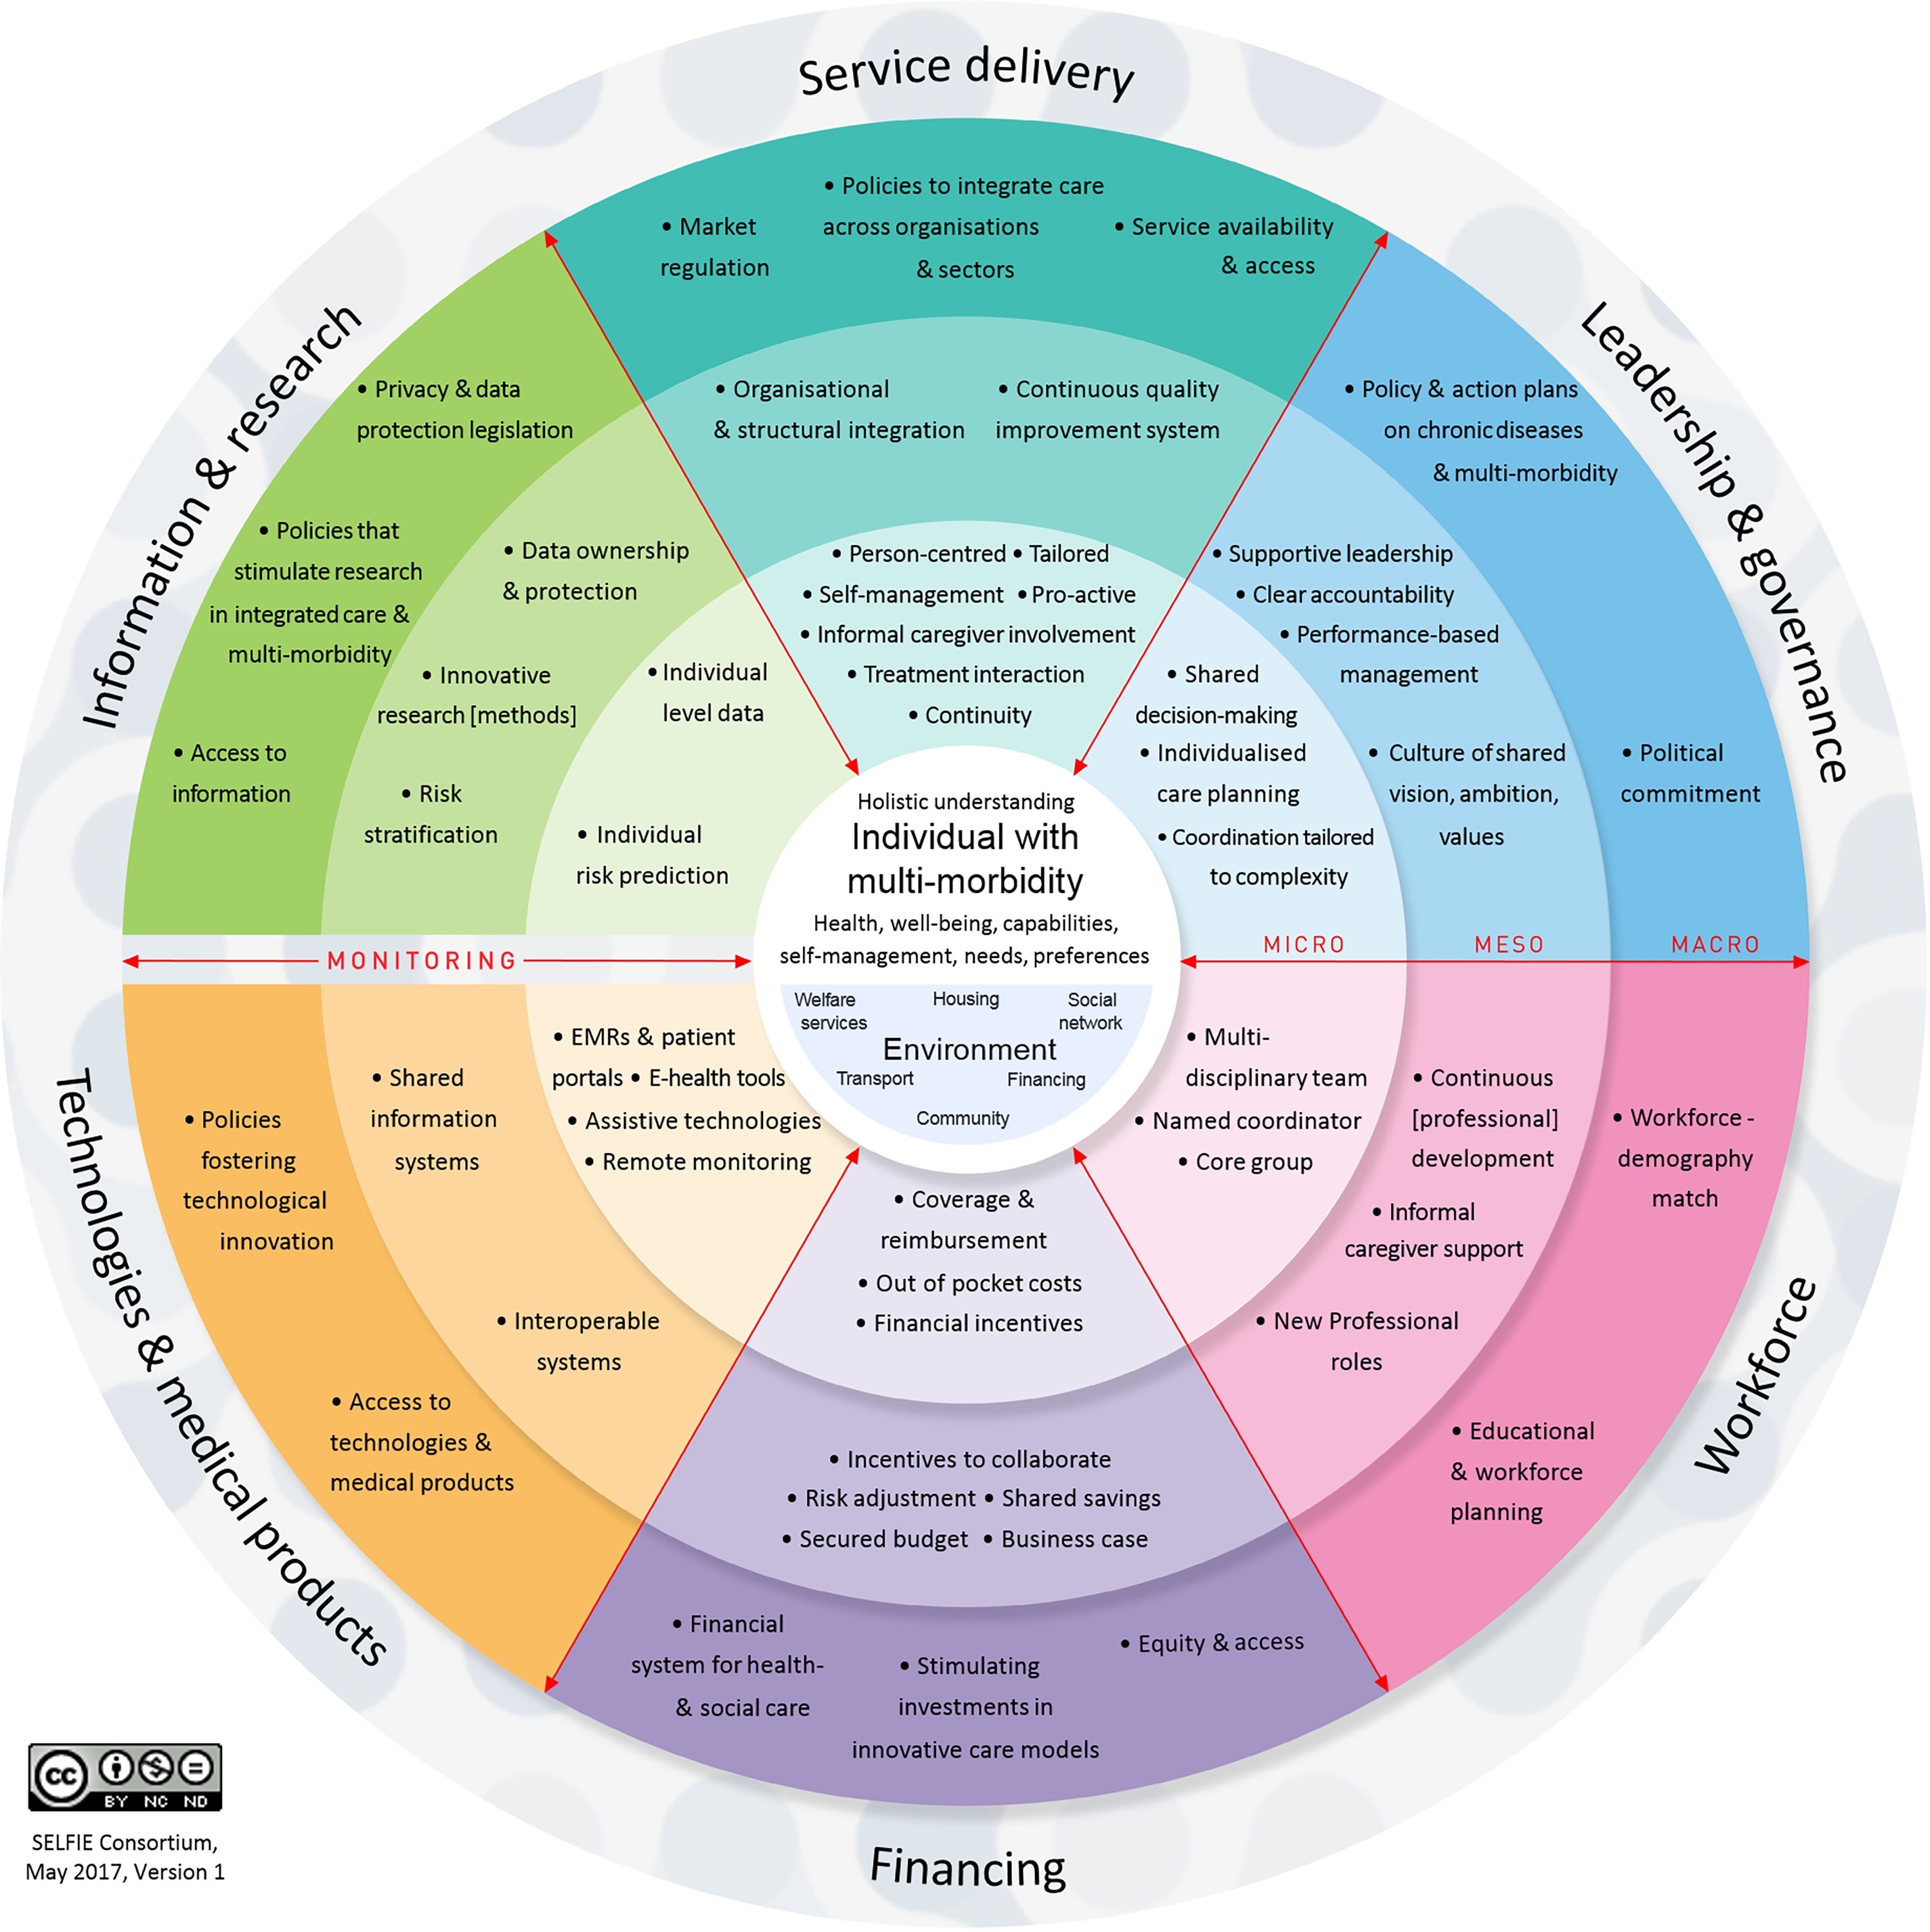 Service delivery
• Policies to integrate care
across organisations
& sectors
• Market
regulation
• Service availability
& access
• Organisational
& structural integration
• Continuous quality
improvement system
• Person-centred • Tailored
• Self-management • Pro-active
• Informal caregiver involvement
• Treatment interaction
• Continuity
Leadership & governance
• Policy & action plans
on chronic diseases
& multi-morbidity
• Political
commitment
• Supportive leadership
• Clear accountability
• Performance-based
management
• Culture of shared
vision, ambition,
values
• Shared
decision-making
• Individualised
care planning
• Coordination tailored
to complexity
MICRO
MESO
MACRO
Workforce
• Multi-
disciplinary team
• Named coordinator
• Core group
• Continuous
[professional]
development
• Informal
caregiver support
• New Professional
roles
• Workforce -
demography
match
• Educational
& workforce
planning
Financing
• Coverage &
reimbursement
• Out of pocket costs
• Financial incentives
• Incentives to collaborate
• Risk adjustment • Shared savings
• Secured budget • Business case
• Financial
system for health-
& social care
• Stimulating
investments in
innovative care models
• Equity & access
Technologies & medical products
• EMRs & patient
portals • E-health tools
• Assistive technologies
• Remote monitoring
• Shared
information
systems
• Interoperable
systems
• Policies
fostering
technological
innovation
• Access to
technologies &
medical products
MONITORING
Information & research
• Privacy & data
protection legislation
• Policies that
stimulate research
in integrated care &
multi-morbidity
• Access to
information
• Data ownership
& protection
• Innovative
research [methods]
• Risk
stratification
• Individual
level data
• Individual
risk prediction
Holistic understanding
Individual with
multi-morbidity
Health, well-being, capabilities,
self-management, needs, preferences
Welfare
services
Housing
Social
network
Environment
Transport
Financing
Community
cc
BY NC ND
SELFIE Consortium,
May 2017, Version 1